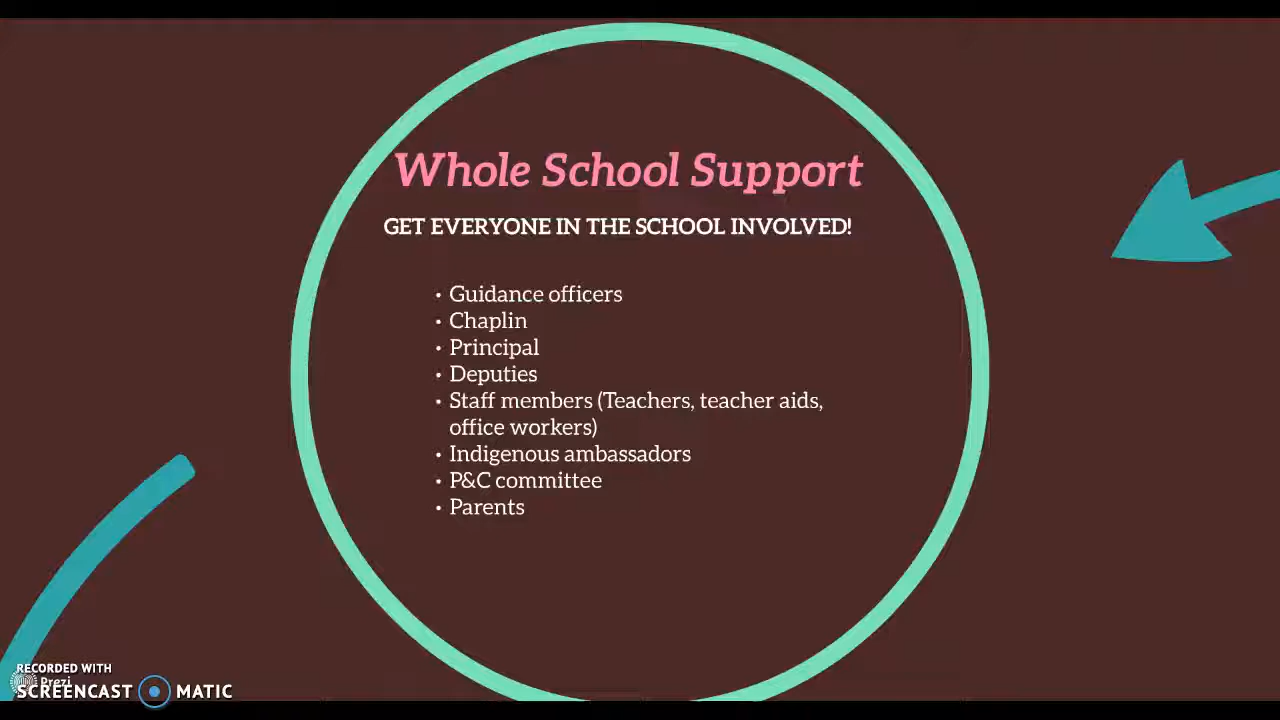 Whole School Support
GET EVERYONE IN THE SCHOOL INVOLVED!
• Guidance officers
• Chaplin
• Principal
• Deputies
• Staff members (Teachers, teacher aids,
office workers)
• Indigenous ambassadors
• P&C committee
• Parents
RECORDED WITH
Prezi
SCREENCAST MATIC